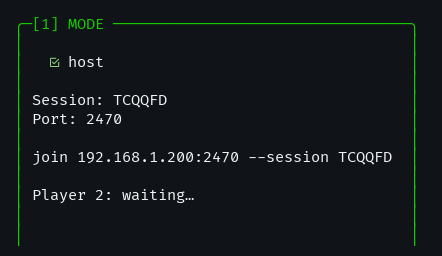 [1] MODE
☑ host
Session: TCQQFD
Port: 2470
join 192.168.1.200:2470 --session TCQQFD
Player 2: waiting…